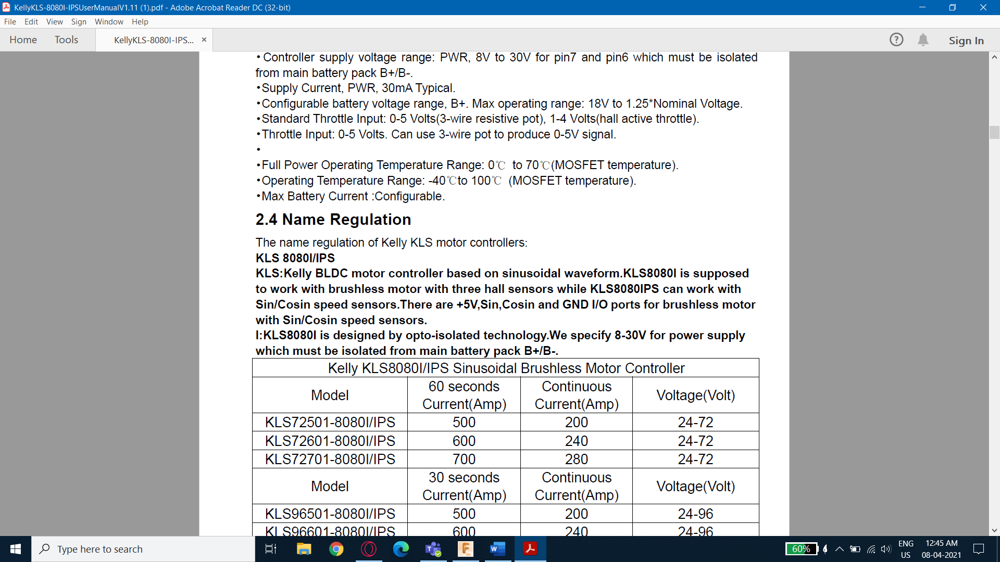 KellyKLS-8080I-IPSUserManualV1.11 (1).pdf - Adobe Acrobat Reader DC (32-bit)
File Edit View Sign Window Help
Home Tools KellyKLS-8080I-IPS... × Sign In
•Controller supply voltage range: PWR, 8V to 30V for pin7 and pin6 which must be isolated
from main battery pack B+/B-.
•Supply Current, PWR, 30mA Typical.
•Configurable battery voltage range, B+. Max operating range: 18V to 1.25*Nominal Voltage.
•Standard Throttle Input: 0-5 Volts(3-wire resistive pot), 1-4 Volts(hall active throttle).
•Throttle Input: 0-5 Volts. Can use 3-wire pot to produce 0-5V signal.
•
•Full Power Operating Temperature Range: 0℃ to 70℃(MOSFET temperature).
•Operating Temperature Range: -40℃to 100℃ (MOSFET temperature).
•Max Battery Current :Configurable.
2.4 Name Regulation
The name regulation of Kelly KLS motor controllers:
KLS 8080I/IPS
KLS:Kelly BLDC motor controller based on sinusoidal waveform.KLS8080I is supposed
to work with brushless motor with three hall sensors while KLS8080IPS can work with
Sin/Cosin speed sensors.There are +5V,Sin,Cosin and GND I/O ports for brushless motor
with Sin/Cosin speed sensors.
I:KLS8080I is designed by opto-isolated technology.We specify 8-30V for power supply
which must be isolated from main battery pack B+/B-.
Kelly KLS8080I/IPS Sinusoidal Brushless Motor Controller
Model 60 seconds Current(Amp) Continuous Current(Amp) Voltage(Volt)
KLS72501-8080I/IPS 500 200 24-72
KLS72601-8080I/IPS 600 240 24-72
KLS72701-8080I/IPS 700 280 24-72
Model 30 seconds Current(Amp) Continuous Current(Amp) Voltage(Volt)
KLS96501-8080I/IPS 500 200 24-96
KLS96601-8080I/IPS 600 240 24-96
Type here to search
60%
ENG
US
12:45 AM
08-04-2021